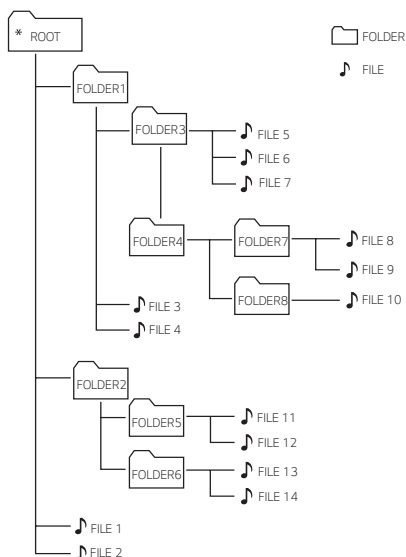 * ROOT
FOLDER
FILE
FOLDER1
FOLDER3
FILE 5
FILE 6
FILE 7
FOLDER4
FOLDER7
FILE 8
FILE 9
FOLDER8
FILE 10
FILE 3
FILE 4
FOLDER2
FOLDER5
FILE 11
FILE 12
FOLDER6
FILE 13
FILE 14
FILE 1
FILE 2